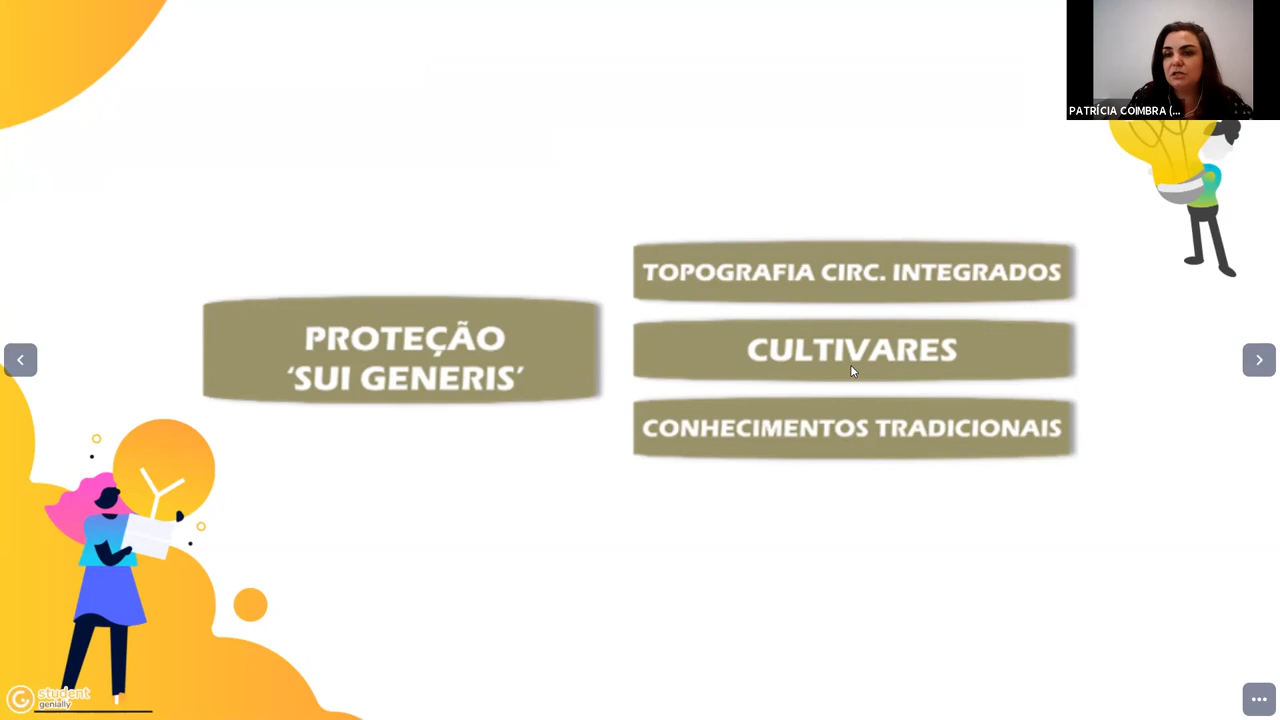 PATRÍCIA COIMBRA (...
TOPOGRAFIA CIRC. INTEGRADOS
PROTEÇÃO
‘SUI GENERIS’
CULTIVARES
CONHECIMENTOS TRADICIONAIS
student
genially